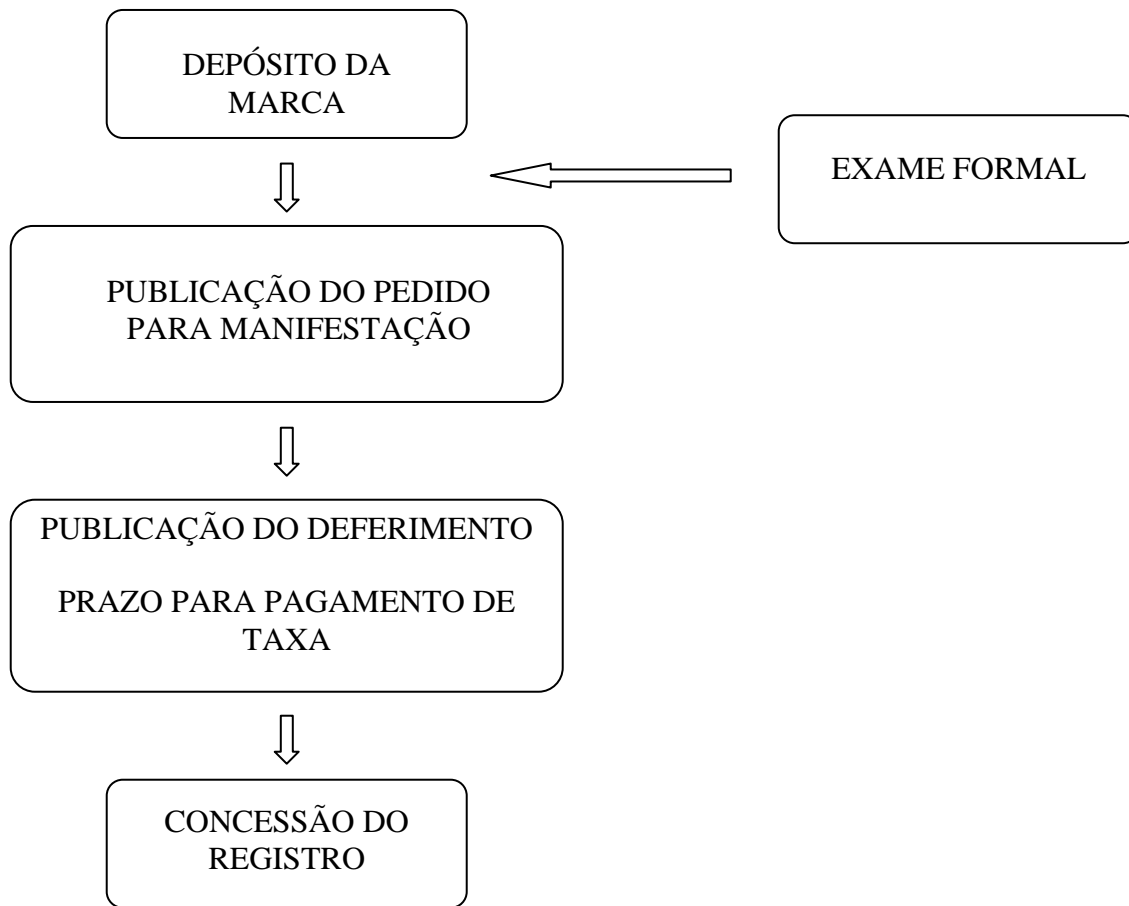 DEPÓSITO DA
MARCA
EXAME FORMAL
PUBLICAÇÃO DO PEDIDO
PARA MANIFESTAÇÃO
PUBLICAÇÃO DO DEFERIMENTO
PRAZO PARA PAGAMENTO DE
TAXA
CONCESSÃO DO
REGISTRO